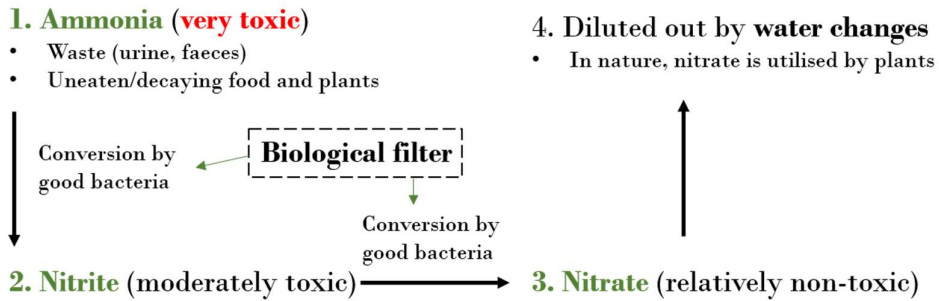 1. Ammonia (very toxic)
• Waste (urine, faeces)
• Uneaten/decaying food and plants
Conversion by
good bacteria
Biological filter
Conversion by
good bacteria
2. Nitrite (moderately toxic)
3. Nitrate (relatively non-toxic)
4. Diluted out by water changes
• In nature, nitrate is utilised by plants